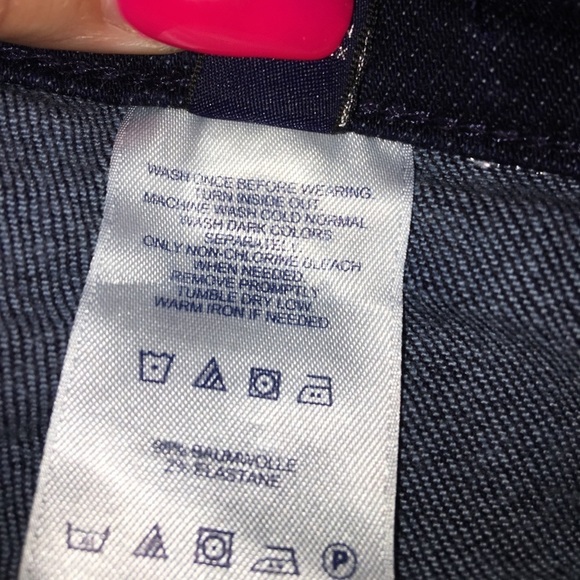 WASH ONCE BEFORE WEARING.
TURN INSIDE OUT.
MACHINE WASH COLD NORMAL
WASH DARK COLORS
SEPARATELY
ONLY NON-CHLORINE BLEACH
WHEN NEEDED.
REMOVE PROMPTLY
TUMBLE DRY LOW
WARM IRON IF NEEDED
98% BAUMWOLLE
2% ELASTANE
P